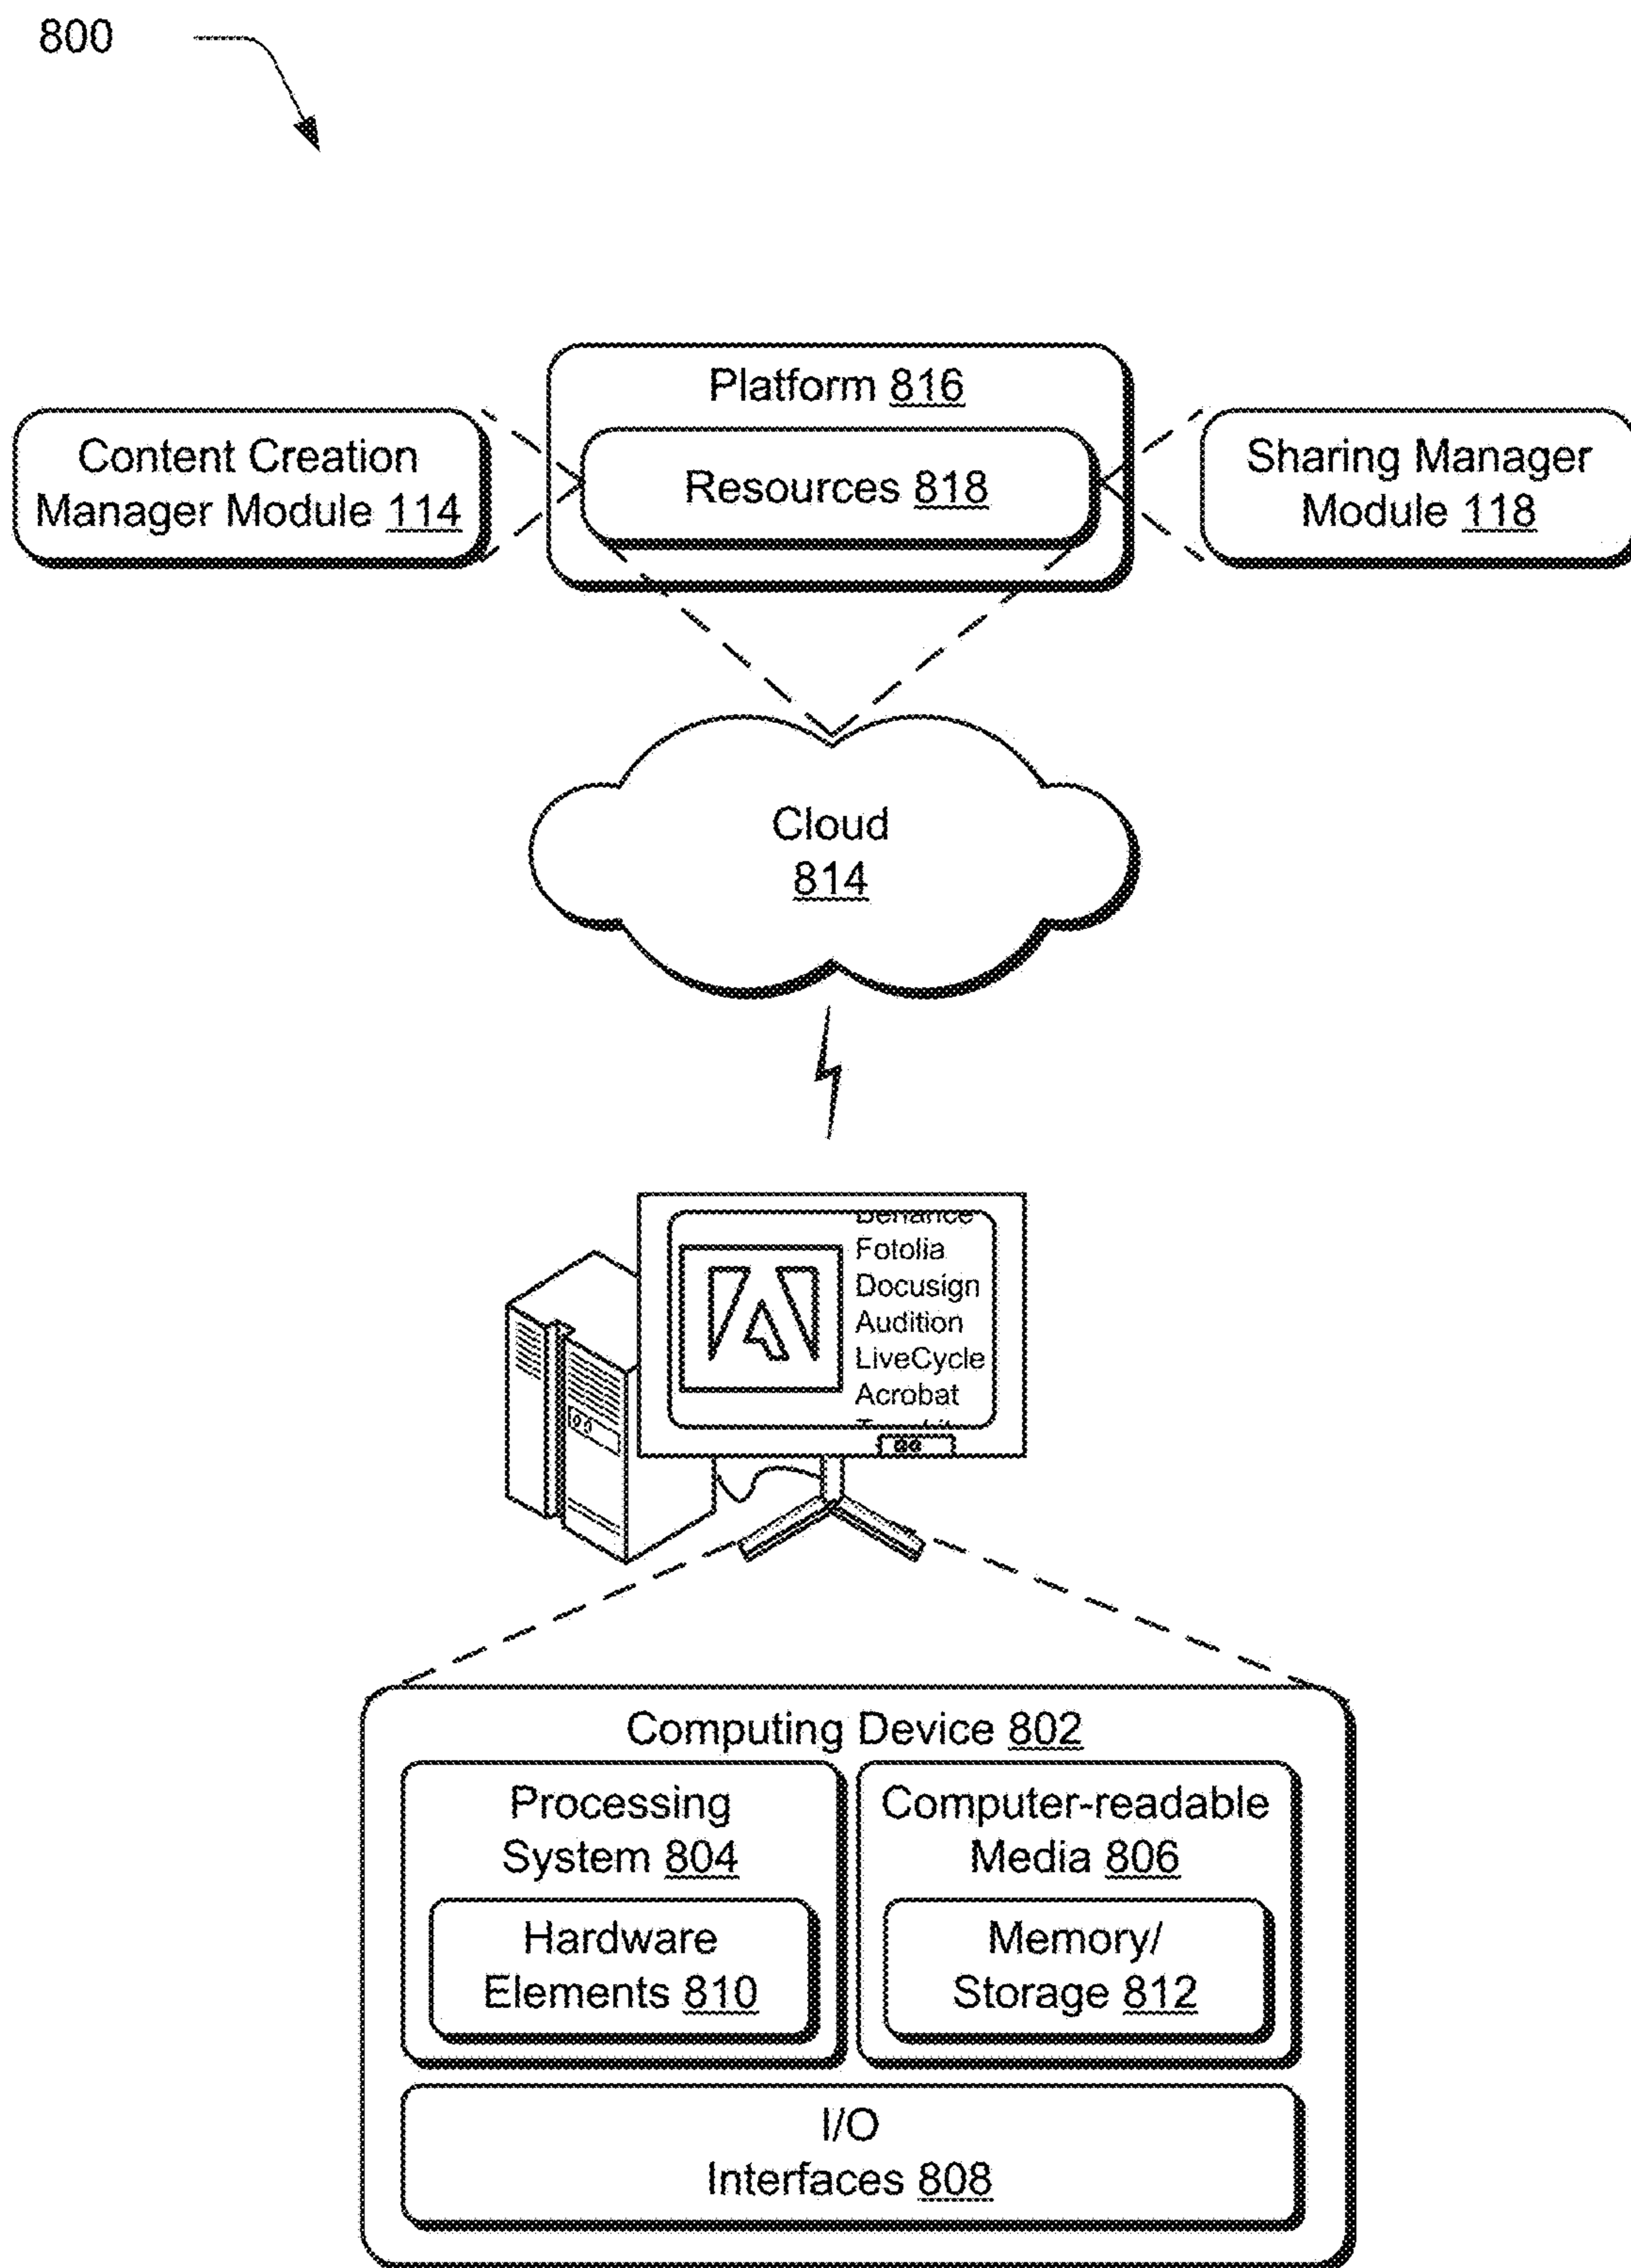 800
Platform 816
Content Creation
Manager Module 114
Resources 818
Sharing Manager
Module 118
Cloud
814
Fotolia
Docusign
Audition
LiveCycle
Acrobat
Computing Device 802
Processing
System 804
Computer-readable
Media 806
Hardware
Elements 810
Memory/
Storage 812
I/O
Interfaces 808